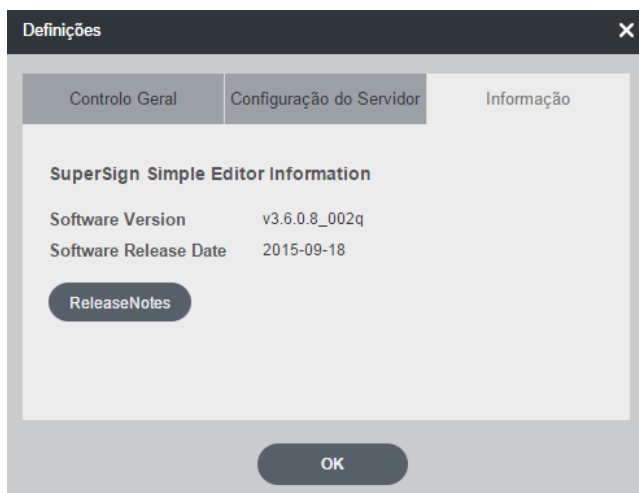 Definições
Controlo Geral Configuração do Servidor Informação
SuperSign Simple Editor Information
Software Version v3.6.0.8_002q
Software Release Date 2015-09-18
ReleaseNotes
OK